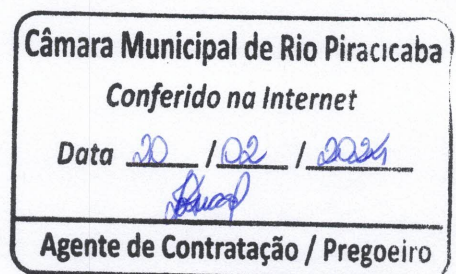 Câmara Municipal de Rio Piracicaba
Conferido na Internet
Data 20 / 02 / 2024
Agente de Contratação / Pregoeiro